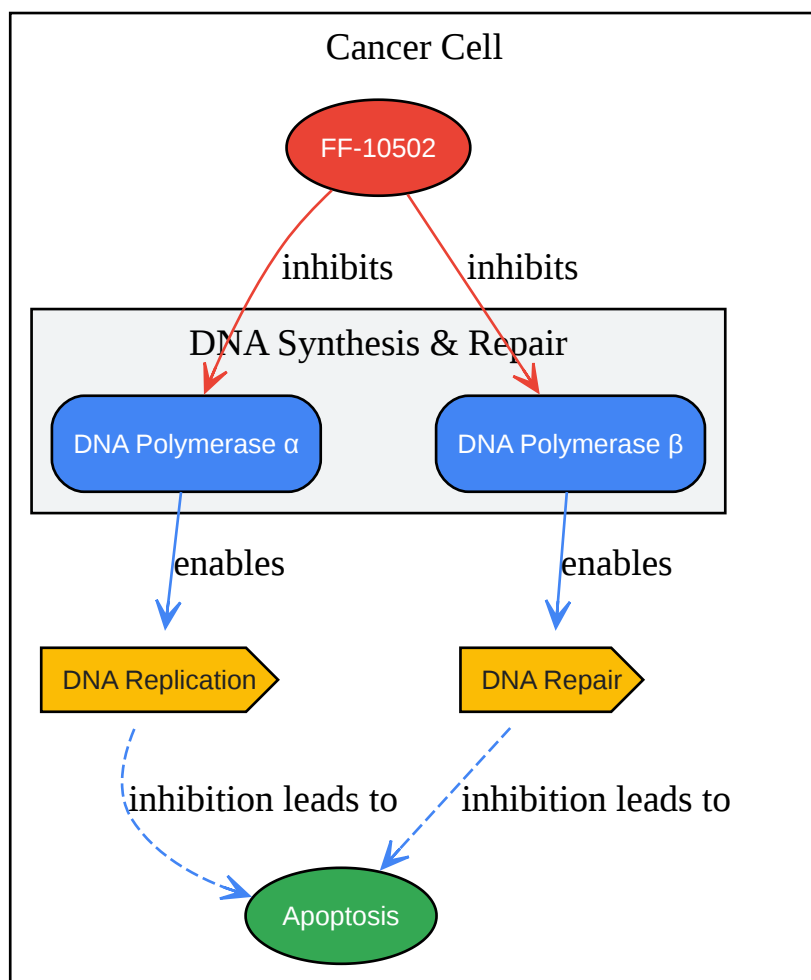 Cancer Cell
FF-10502
inhibits
inhibits
DNA Synthesis & Repair
DNA Polymerase α
DNA Polymerase β
enables
enables
DNA Replication
DNA Repair
inhibition leads to
inhibition leads to
Apoptosis